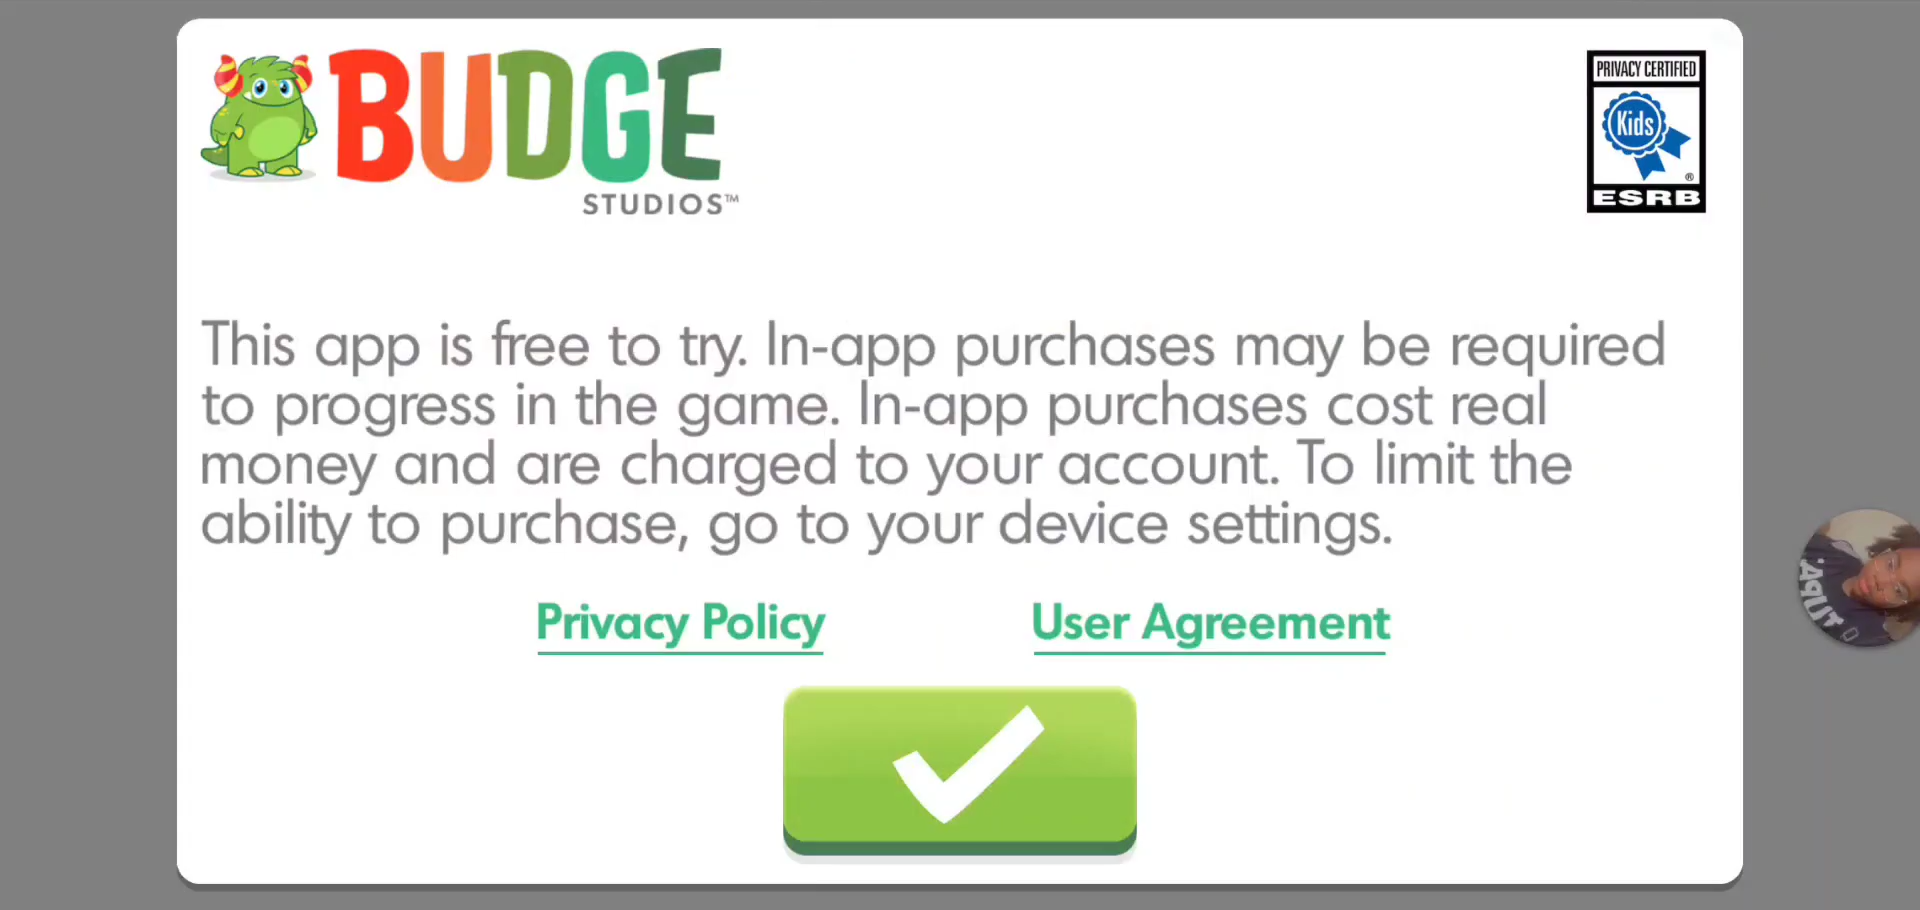 BUDGE
STUDIOS™
PRIVACY CERTIFIED
Kids
®
ESRB
This app is free to try. In-app purchases may be required
to progress in the game. In-app purchases cost real
money and are charged to your account. To limit the
ability to purchase, go to your device settings.
Privacy Policy
User Agreement